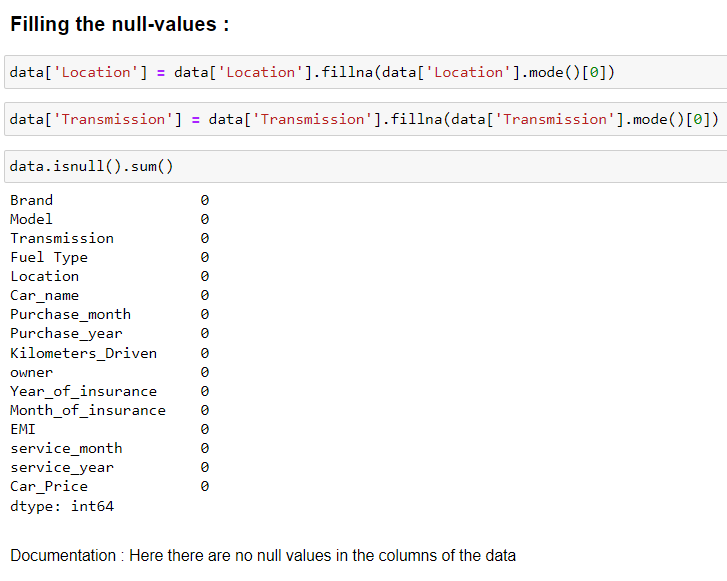 Filling the null-values :
data['Location'] = data['Location'].fillna(data['Location'].mode()[0])
data['Transmission'] = data['Transmission'].fillna(data['Transmission'].mode()[0])
data.isnull().sum()
Brand 0
Model 0
Transmission 0
Fuel Type 0
Location 0
Car_name 0
Purchase_month 0
Purchase_year 0
Kilometers_Driven 0
owner 0
Year_of_insurance 0
Month_of_insurance 0
EMI 0
service_month 0
service_year 0
Car_Price 0
dtype: int64
Documentation : Here there are no null values in the columns of the data